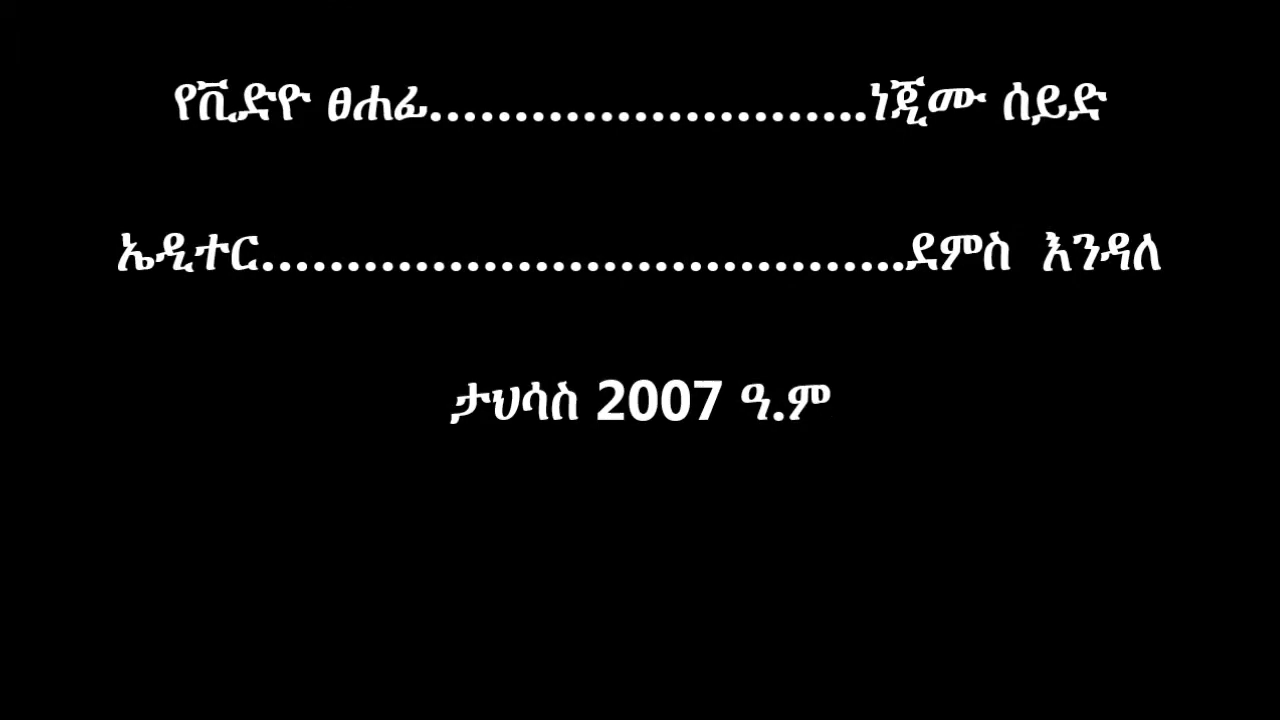 የቪድዮ ፀሐፊ..........................ነጂሙ ሰይድ
ኤዲተር......................................ደምስ እንዳለ
ታህሳስ 2007 ዓ.ም